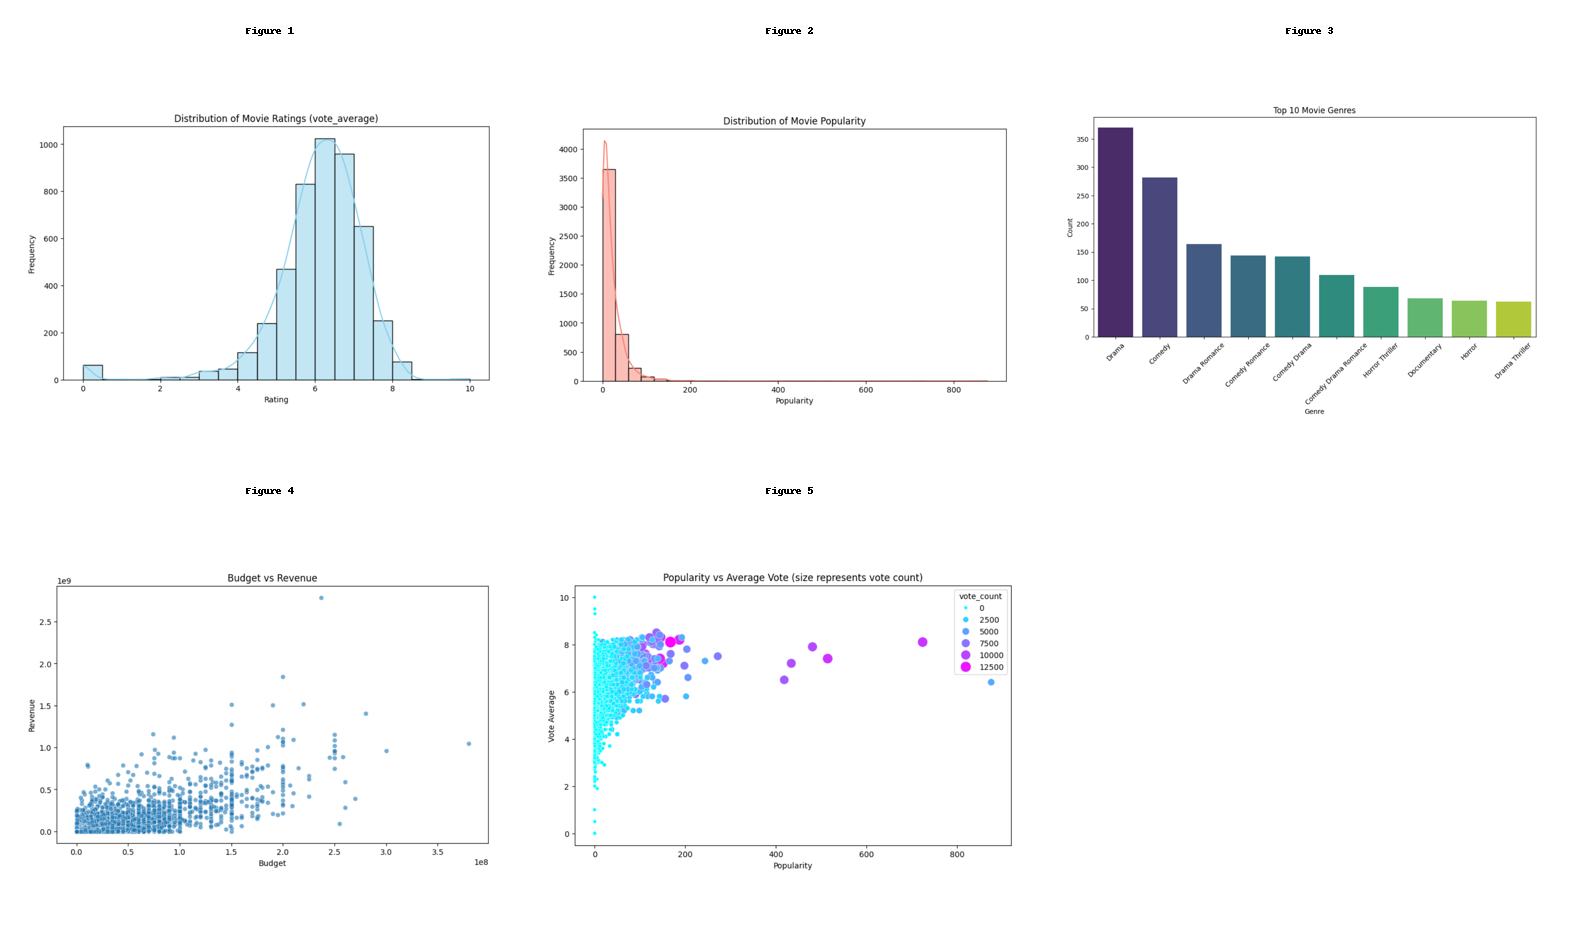 Figure 1
Figure 2
Figure 3
Distribution of Movie Ratings (vote_average)
Frequency
1000
800
600
400
200
0
0 2 4 6 8 10
Rating
Distribution of Movie Popularity
Frequency
4000
3500
3000
2500
2000
1500
1000
500
0
0 200 400 600 800
Popularity
Top 10 Movie Genres
Count
350
300
250
200
150
100
50
0
Drama
Comedy
Drama Romance
Comedy Romance
Comedy Drama
Comedy Drama Romance
Horror Thriller
Documentary
Horror
Drama Thriller
Genre
Figure 4
Figure 5
Budget vs Revenue
1e9
Revenue
2.5
2.0
1.5
1.0
0.5
0.0
0.0 0.5 1.0 1.5 2.0 2.5 3.0 3.5
Budget
1e8
Popularity vs Average Vote (size represents vote count)
Vote Average
10
8
6
4
2
0
0 200 400 600 800
Popularity
vote_count
0
2500
5000
7500
10000
12500